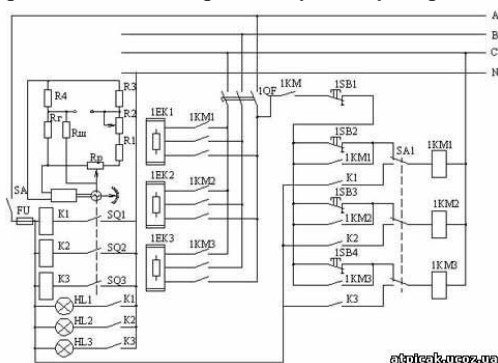 A
B
C
N
R4
R3
Rг
Rш
R2
R1
Rр
SA
FU
K1
SQ1
K2
SQ2
K3
SQ3
HL1
K1
HL2
K2
HL3
K3
1EK1
1KM1
1EK2
1KM2
1EK3
1KM3
1QF
1KM
1SB1
1SB2
1KM1
K1
1SB3
1KM2
K2
1SB4
1KM3
K3
SA1
1KM1
1KM2
1KM3
atpicak.ucoz.ua